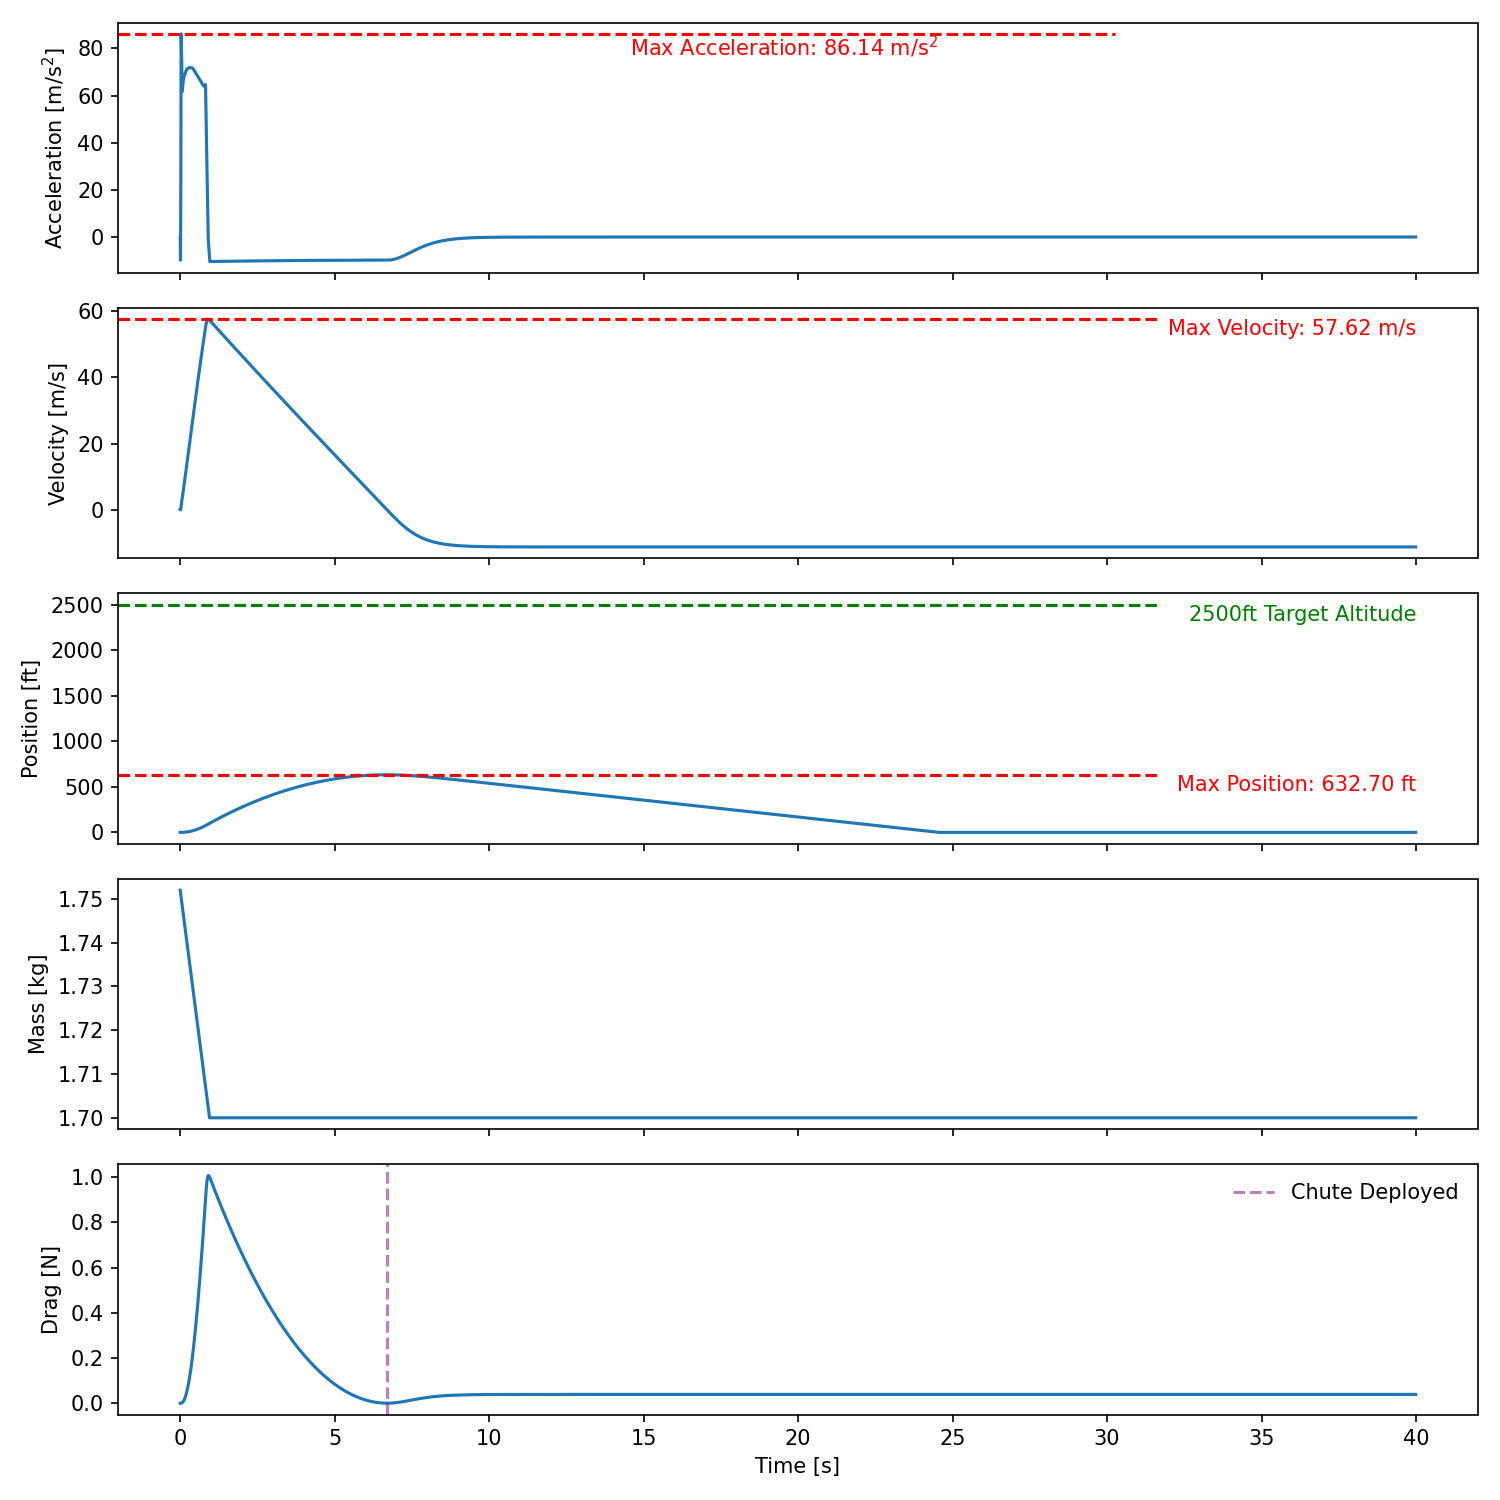 80
60
40
20
0
Acceleration [m/s²]
Max Acceleration: 86.14 m/s²
60
40
20
0
Velocity [m/s]
Max Velocity: 57.62 m/s
2500
2000
1500
1000
500
0
Position [ft]
2500ft Target Altitude
Max Position: 632.70 ft
1.75
1.74
1.73
1.72
1.71
1.70
Mass [kg]
1.0
0.8
0.6
0.4
0.2
0.0
Drag [N]
Chute Deployed
0 5 10 15 20 25 30 35 40
Time [s]